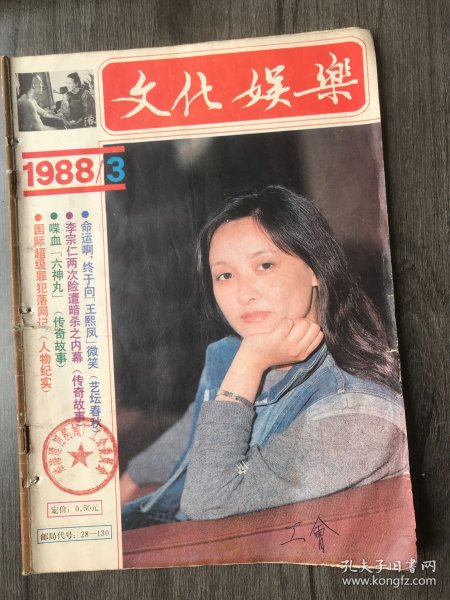 文化娱樂
1988/3
●命运啊，终于向「王熙凤」微笑（艺坛春秋）
●李宗仁两次险遭暗杀之内幕（传奇故事）
●喋血「六神丸」（传奇故事）
●国际超级罪犯落网记（人物纪实）
定价：0.50元
邮局代号：28—130
工會
孔夫子旧书网
www.kongfz.com